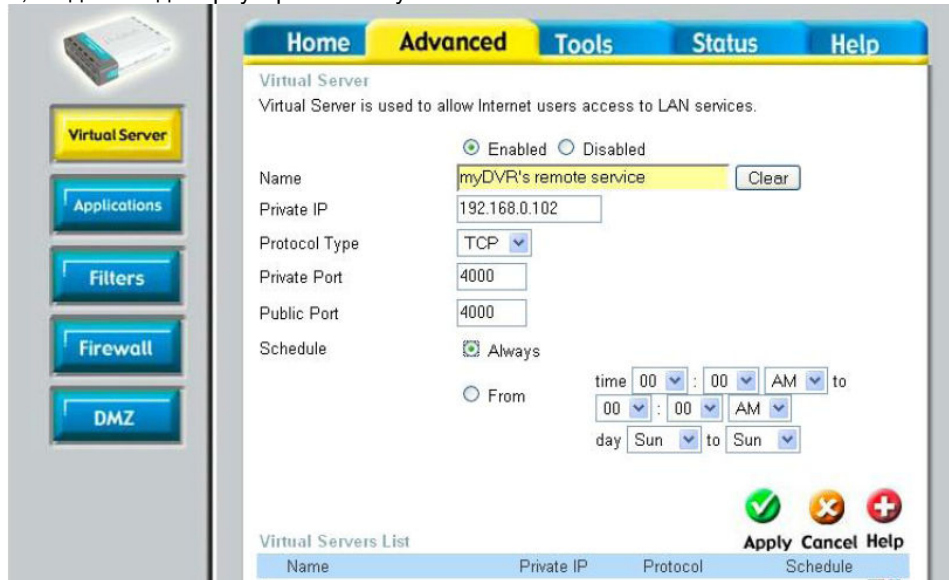 Home Advanced Tools Status Help
Virtual Server
Virtual Server is used to allow Internet users access to LAN services.
Virtual Server
Enabled Disabled
Name myDVR's remote service Clear
Applications
Private IP 192.168.0.102
Protocol Type TCP
Filters
Private Port 4000
Public Port 4000
Firewall
Schedule Always
From time 00 : 00 AM to
00 : 00 AM
DMZ
day Sun to Sun
Apply Cancel Help
Virtual Servers List
Name Private IP Protocol Schedule